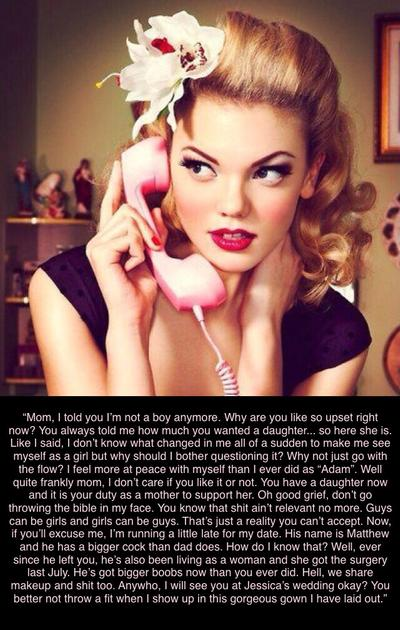 “Mom, I told you I’m not a boy anymore. Why are you like so upset right
now? You always told me how much you wanted a daughter... so here she is.
Like I said, I don’t know what changed in me all of a sudden to make me see
myself as a girl but why should I bother questioning it? Why not just go with
the flow? I feel more at peace with myself than I ever did as “Adam”. Well
quite frankly mom, I don’t care if you like it or not. You have a daughter now
and it is your duty as a mother to support her. Oh good grief, don’t go
throwing the bible in my face. You know that shit ain’t relevant no more. Guys
can be girls and girls can be guys. That’s just a reality you can’t accept. Now,
if you’ll excuse me, I’m running a little late for my date. His name is Matthew
and he has a bigger cock than dad does. How do I know that? Well, ever
since he left you, he’s also been living as a woman and she got the surgery
last July. He’s got bigger boobs now than you ever did. Hell, we share
makeup and shit too. Anywho, I will see you at Jessica’s wedding okay? You
better not throw a fit when I show up in this gorgeous gown I have laid out.”